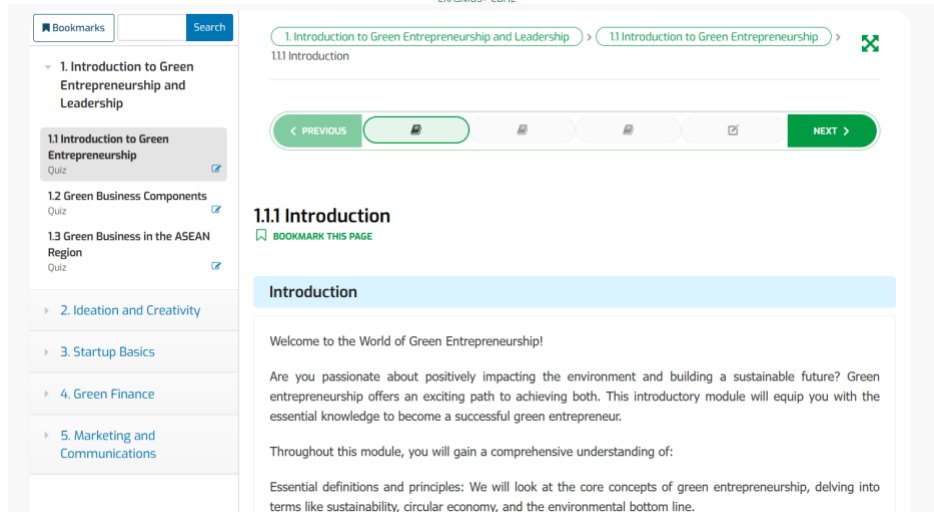 Bookmarks
Search
1. Introduction to Green
Entrepreneurship and
Leadership
1.1 Introduction to Green
Entrepreneurship
Quiz
1.2 Green Business Components
Quiz
1.3 Green Business in the ASEAN
Region
Quiz
2. Ideation and Creativity
3. Startup Basics
4. Green Finance
5. Marketing and
Communications
1. Introduction to Green Entrepreneurship and Leadership > 1.1 Introduction to Green Entrepreneurship >
1.1.1 Introduction
< PREVIOUS
NEXT >
1.1.1 Introduction
BOOKMARK THIS PAGE
Introduction
Welcome to the World of Green Entrepreneurship!
Are you passionate about positively impacting the environment and building a sustainable future? Green
entrepreneurship offers an exciting path to achieving both. This introductory module will equip you with the
essential knowledge to become a successful green entrepreneur.
Throughout this module, you will gain a comprehensive understanding of:
Essential definitions and principles: We will look at the core concepts of green entrepreneurship, delving into
terms like sustainability, circular economy, and the environmental bottom line.